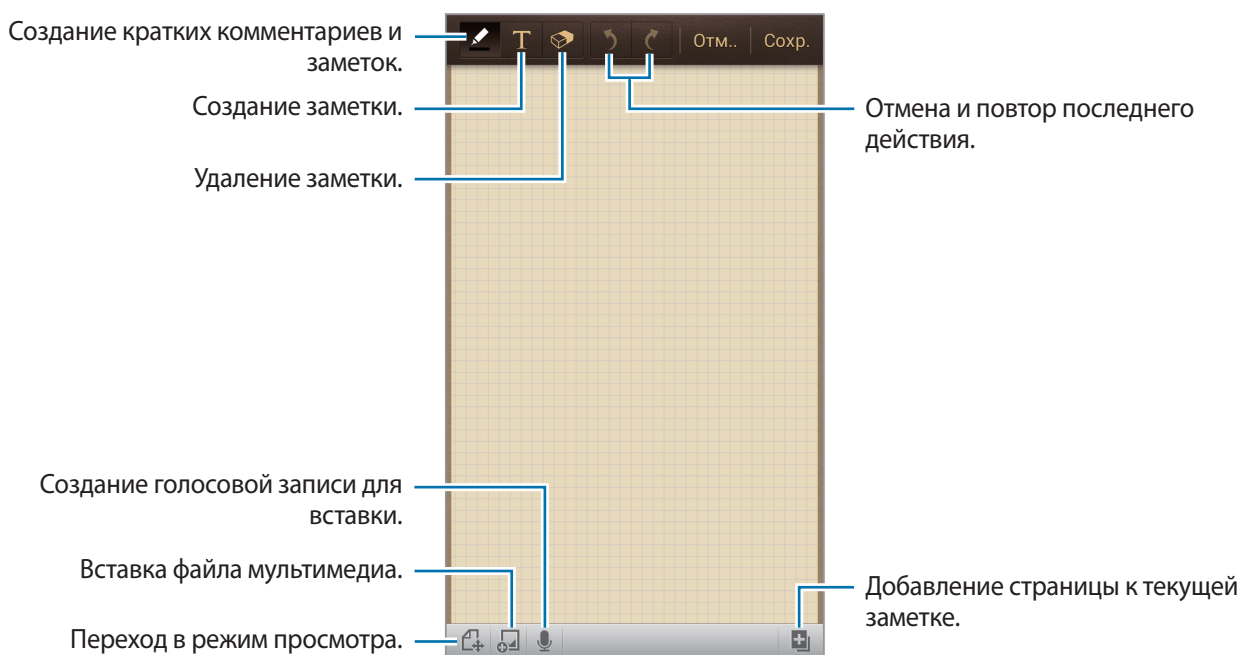 Создание кратких комментариев и
заметок.
Создание заметки.
Удаление заметки.
T
Отм..
Сохр.
Отмена и повтор последнего
действия.
Создание голосовой записи для
вставки.
Вставка файла мультимедиа.
Переход в режим просмотра.
Добавление страницы к текущей
заметке.